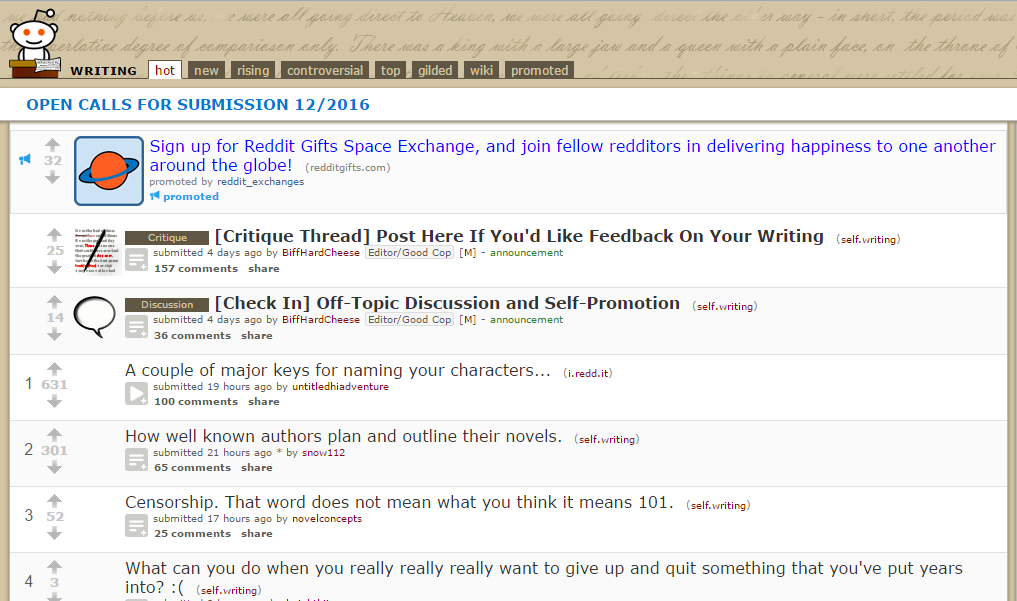 nothing before us, we were all going direct to Heaven, we were all going direct the other way – in short, the period was
superlative degree of comparison only. There was a king with a large jaw and a queen with a plain face, on the throne of
WRITING hot new rising controversial top gilded wiki promoted
OPEN CALLS FOR SUBMISSION 12/2016
Sign up for Reddit Gifts Space Exchange, and join fellow redditors in delivering happiness to one another
32
around the globe! (redditgifts.com)
promoted by reddit_exchanges
promoted
Critique [Critique Thread] Post Here If You'd Like Feedback On Your Writing (self.writing)
25
submitted 4 days ago by BiffHardCheese Editor/Good Cop [M] - announcement
157 comments share
Discussion [Check In] Off-Topic Discussion and Self-Promotion (self.writing)
14
submitted 4 days ago by BiffHardCheese Editor/Good Cop [M] - announcement
36 comments share
A couple of major keys for naming your characters... (i.redd.it)
1 631
submitted 19 hours ago by untitledhiadventure
100 comments share
How well known authors plan and outline their novels. (self.writing)
2 301
submitted 21 hours ago * by snow112
65 comments share
Censorship. That word does not mean what you think it means 101. (self.writing)
3 52
submitted 17 hours ago by novelconcepts
25 comments share
What can you do when you really really really want to give up and quit something that you've put years
4 3
into? :( (self.writing)